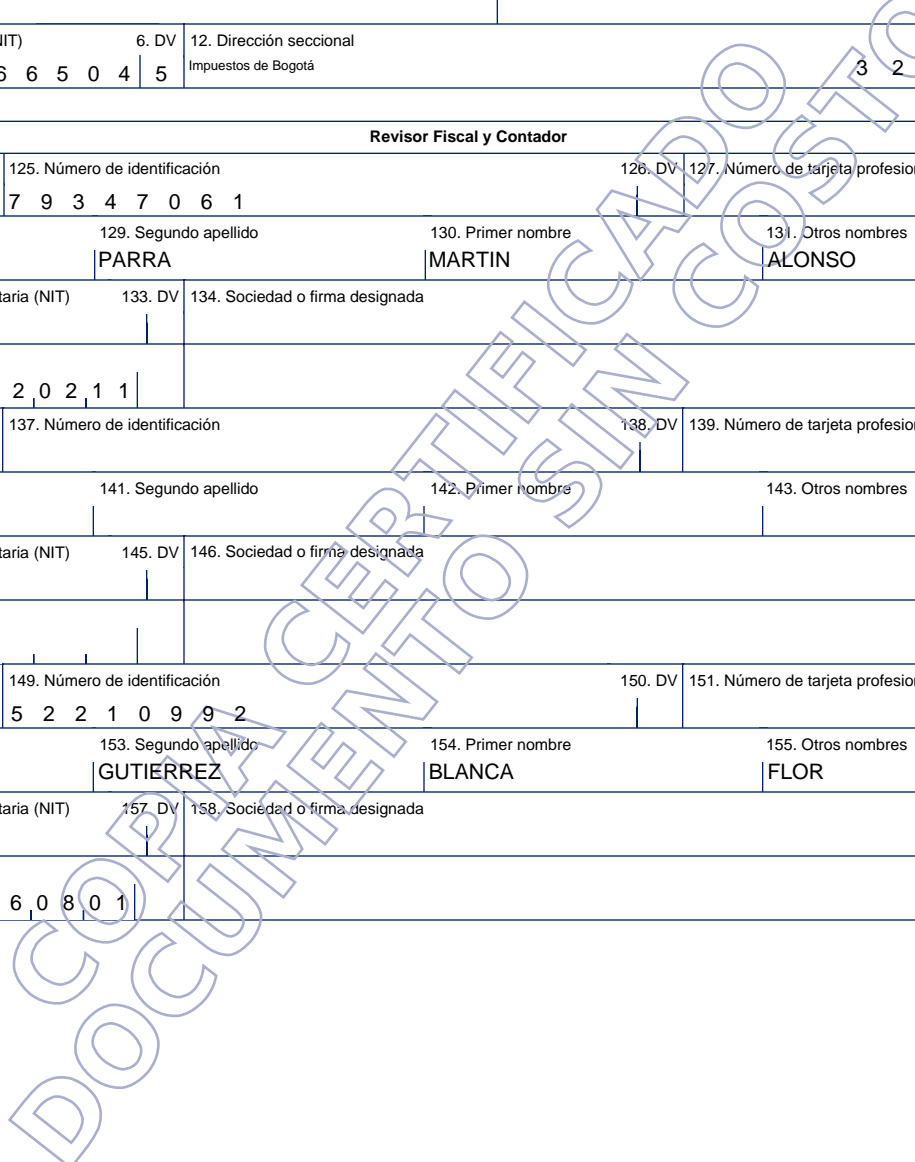 NIT) 6. DV 12. Dirección seccional
6 6 5 0 4 5 Impuestos de Bogotá 3 2
Revisor Fiscal y Contador
125. Número de identificación 126. DV 127. Número de tarjeta profesion
7 9 3 4 7 0 6 1
129. Segundo apellido 130. Primer nombre 131. Otros nombres
PARRA MARTIN ALONSO
taria (NIT) 133. DV 134. Sociedad o firma designada
2 0 2 1 1
137. Número de identificación 138. DV 139. Número de tarjeta profesion
141. Segundo apellido 142. Primer nombre 143. Otros nombres
taria (NIT) 145. DV 146. Sociedad o firma designada
149. Número de identificación 150. DV 151. Número de tarjeta profesion
5 2 2 1 0 9 9 2
153. Segundo apellido 154. Primer nombre 155. Otros nombres
GUTIERREZ BLANCA FLOR
taria (NIT) 157. DV 158. Sociedad o firma designada
6 0 8 0 1
COPIA CERTIFICADO
DOCUMENTO SIN COSTO